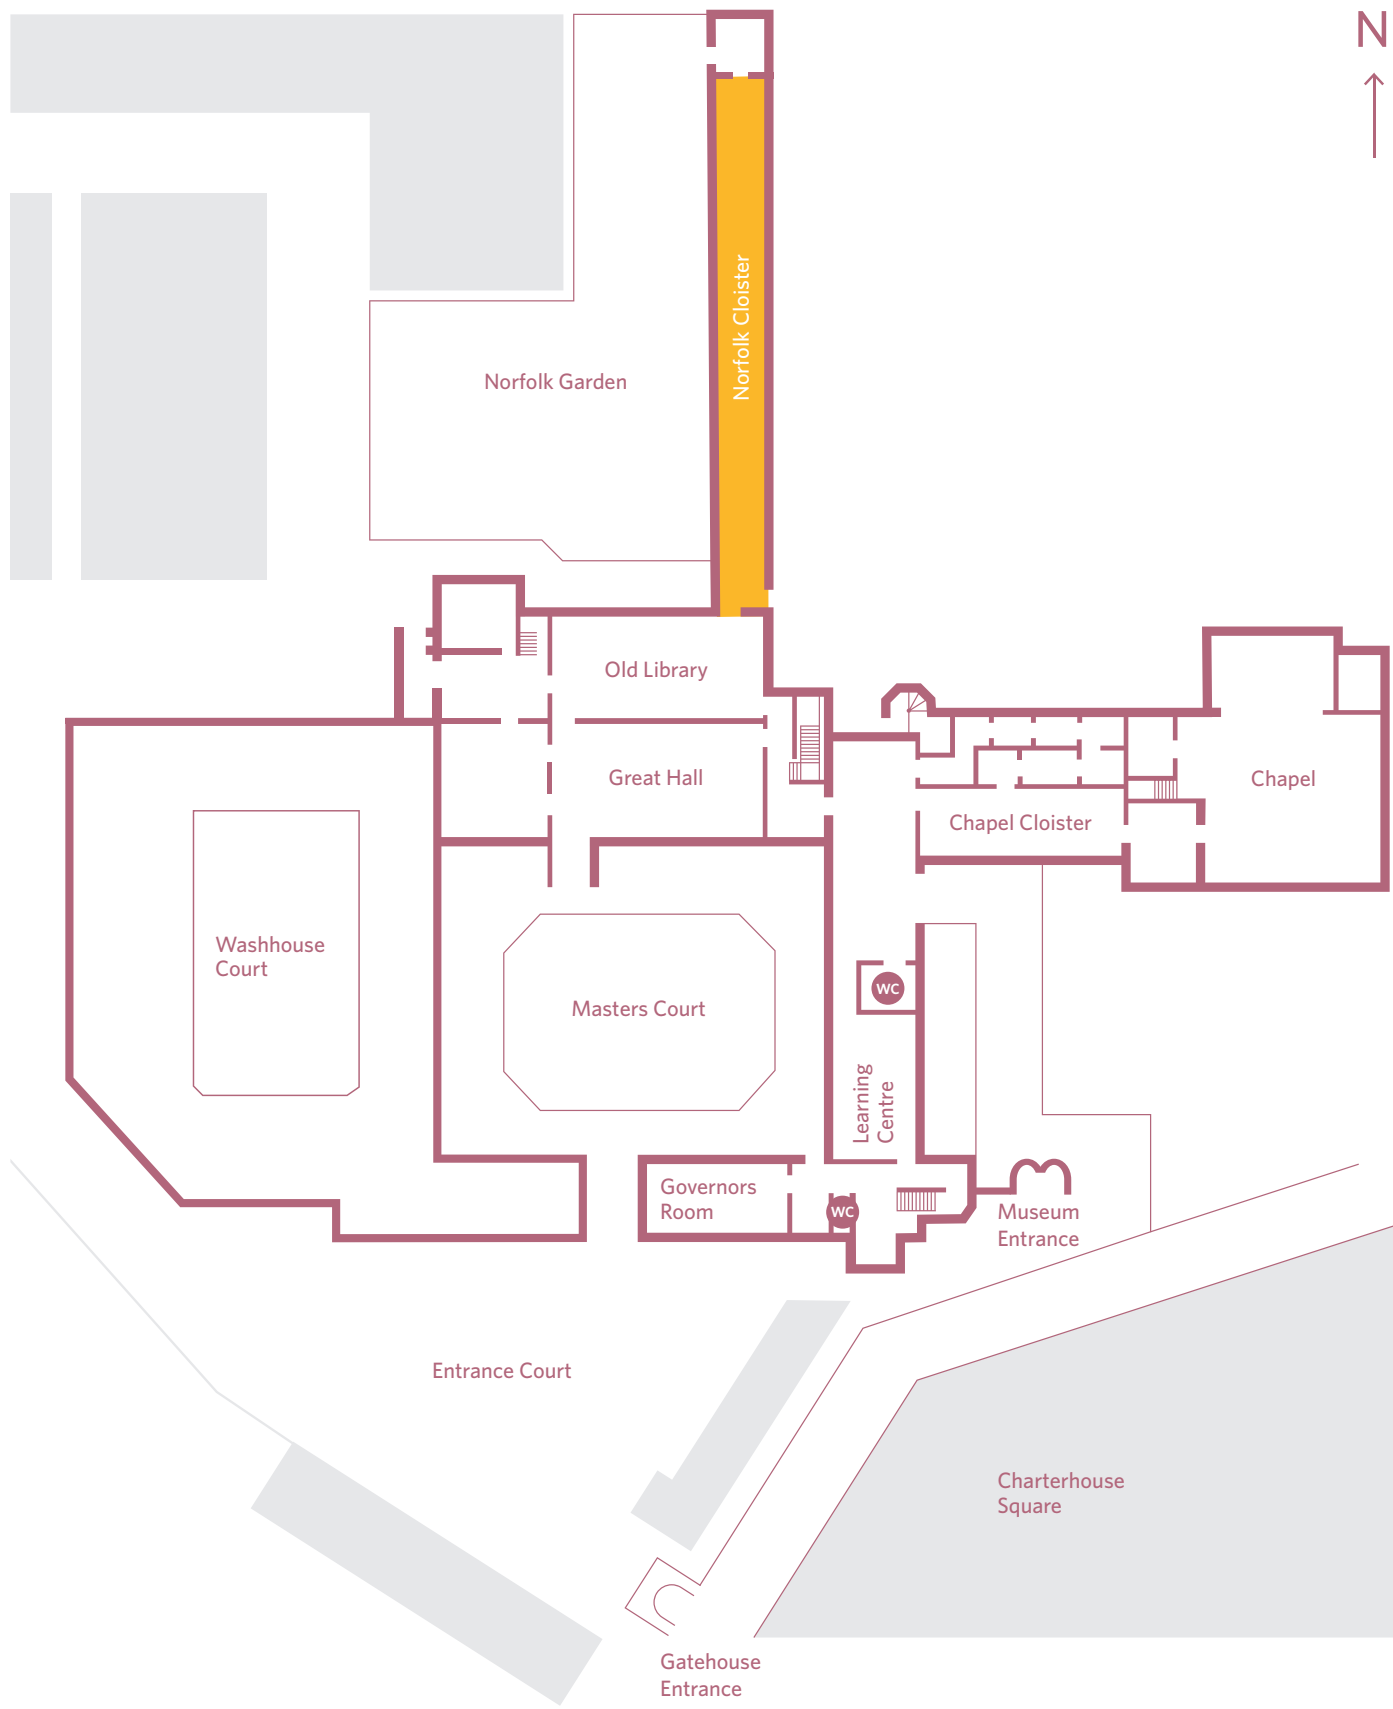 N
Norfolk Cloister
Norfolk Garden
Old Library
Great Hall
Chapel
Chapel Cloister
Washhouse
Court
Masters Court
WC
Learning
Centre
Governors
Room
WC
Museum
Entrance
Entrance Court
Charterhouse
Square
Gatehouse
Entrance